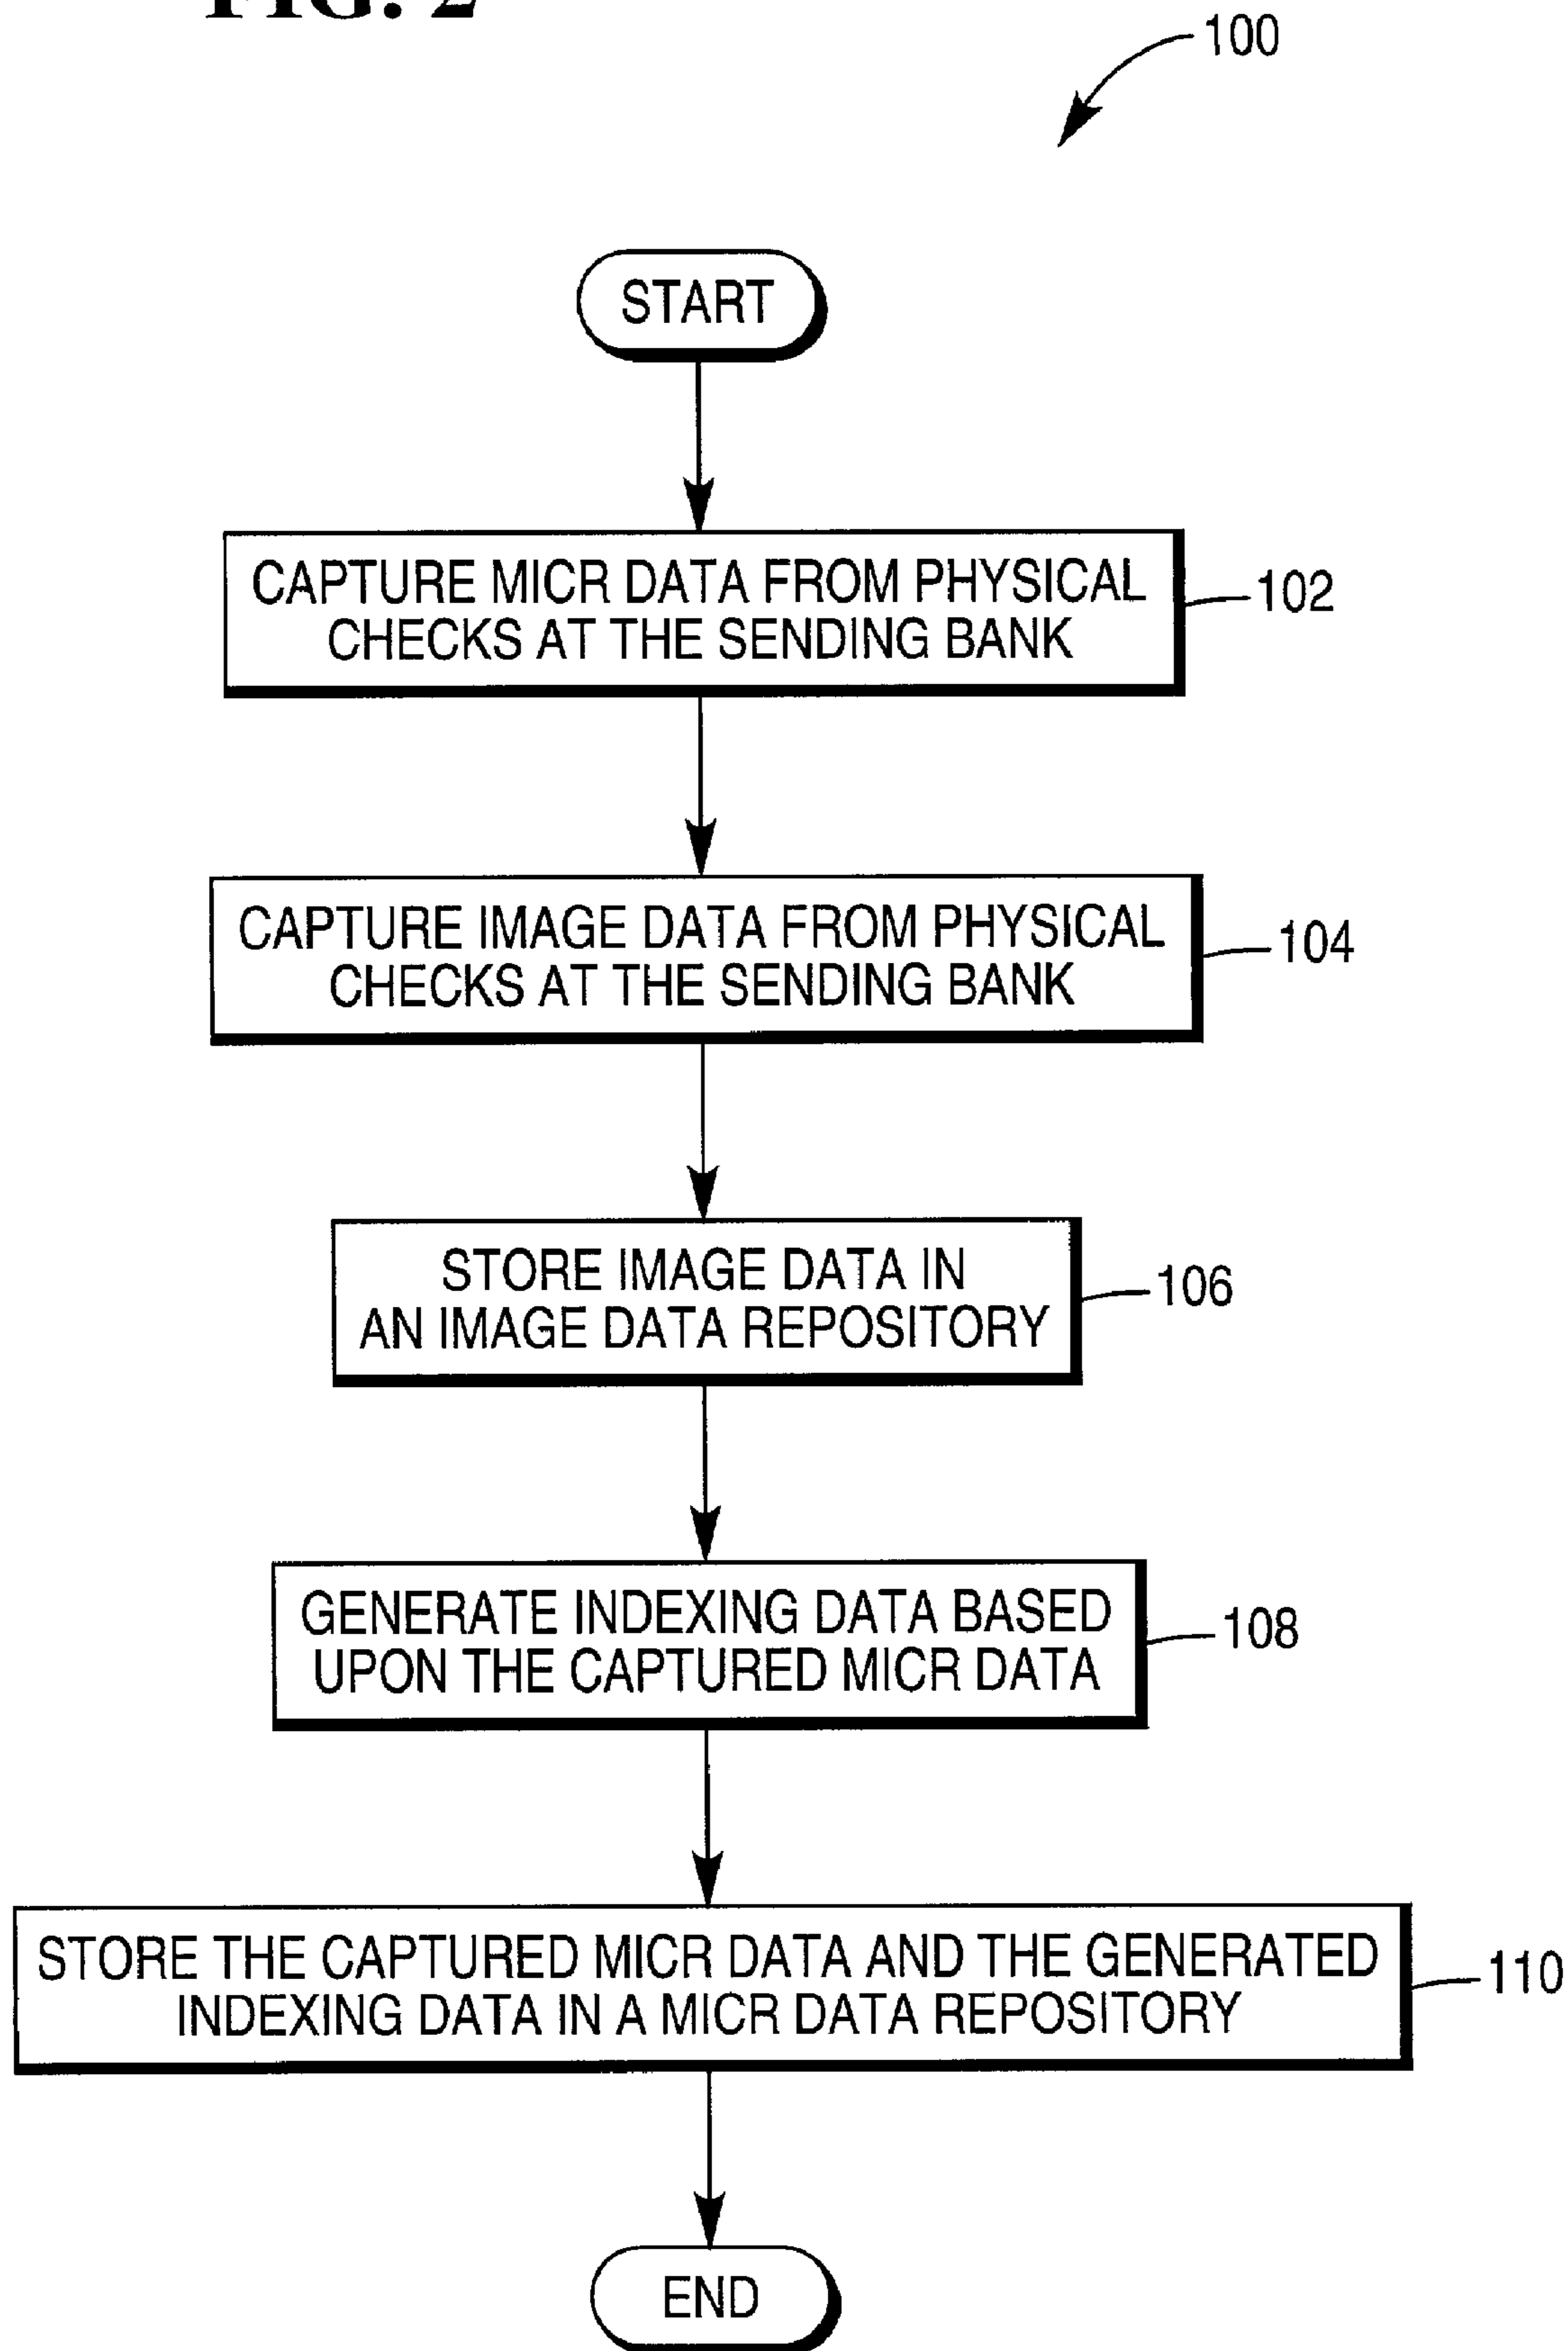 FIG. 2
100
START
CAPTURE MICR DATA FROM PHYSICAL
CHECKS AT THE SENDING BANK
102
CAPTURE IMAGE DATA FROM PHYSICAL
CHECKS AT THE SENDING BANK
104
STORE IMAGE DATA IN
AN IMAGE DATA REPOSITORY
106
GENERATE INDEXING DATA BASED
UPON THE CAPTURED MICR DATA
108
STORE THE CAPTURED MICR DATA AND THE GENERATED
INDEXING DATA IN A MICR DATA REPOSITORY
110
END